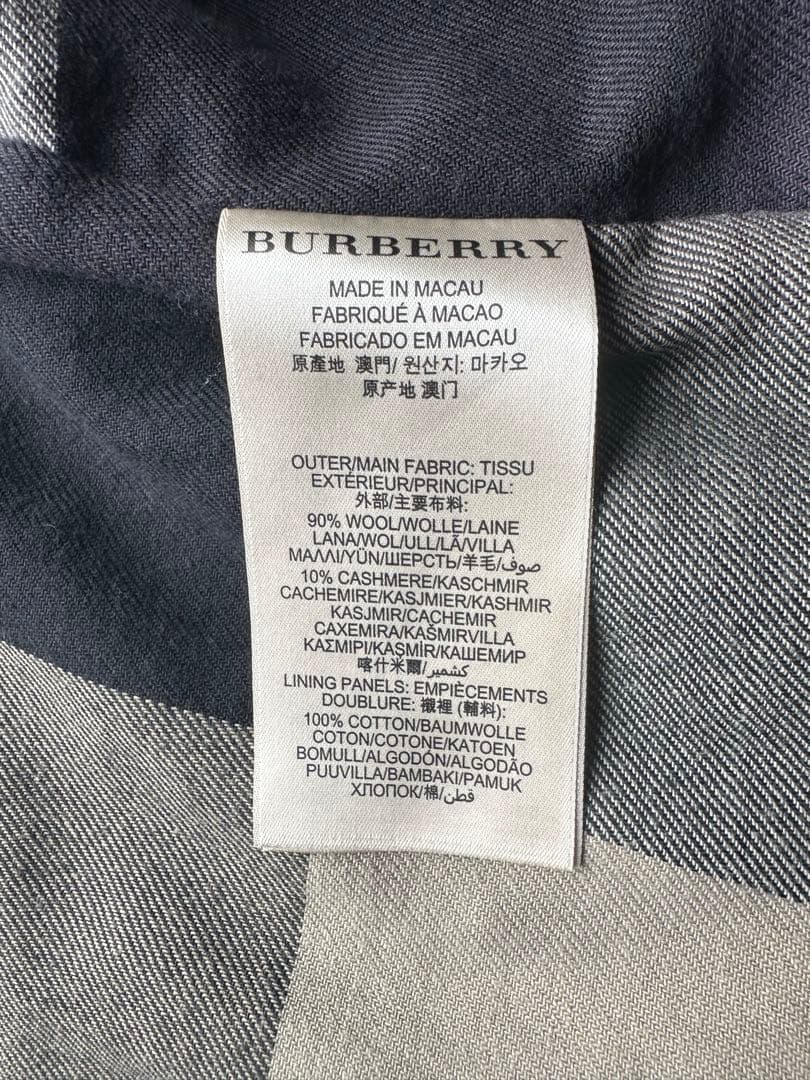 BURBERRY
MADE IN MACAU
FABRIQUÉ À MACAO
FABRICADO EM MACAU
原產地 澳門/ 원산지: 마카오
原产地 澳门
OUTER/MAIN FABRIC: TISSU
EXTÉRIEUR/PRINCIPAL:
外部/主要布料:
90% WOOL/WOLLE/LAINE
LANA/WOL/ULL/LÃ/VILLA
ΜΑΛΛΙ/YÜN/ШЕРСТЬ/羊毛/صوف
10% CASHMERE/KASCHMIR
CACHEMIRE/KASJMIER/KASHMIR
KASJMIR/CACHEMIR
CAXEMIRA/KAŠMIRVILLA
ΚΑΣΜΙΡΙ/KAŞMİR/КАШЕМИР
喀什米爾/كشمير
LINING PANELS: EMPIÈCEMENTS
DOUBLURE: 襯裡 (輔料):
100% COTTON/BAUMWOLLE
COTON/COTONE/KATOEN
BOMULL/ALGODÓN/ALGODÃO
PUUVILLA/BAMBAKI/PAMUK
ХЛОПОК/棉/قطن